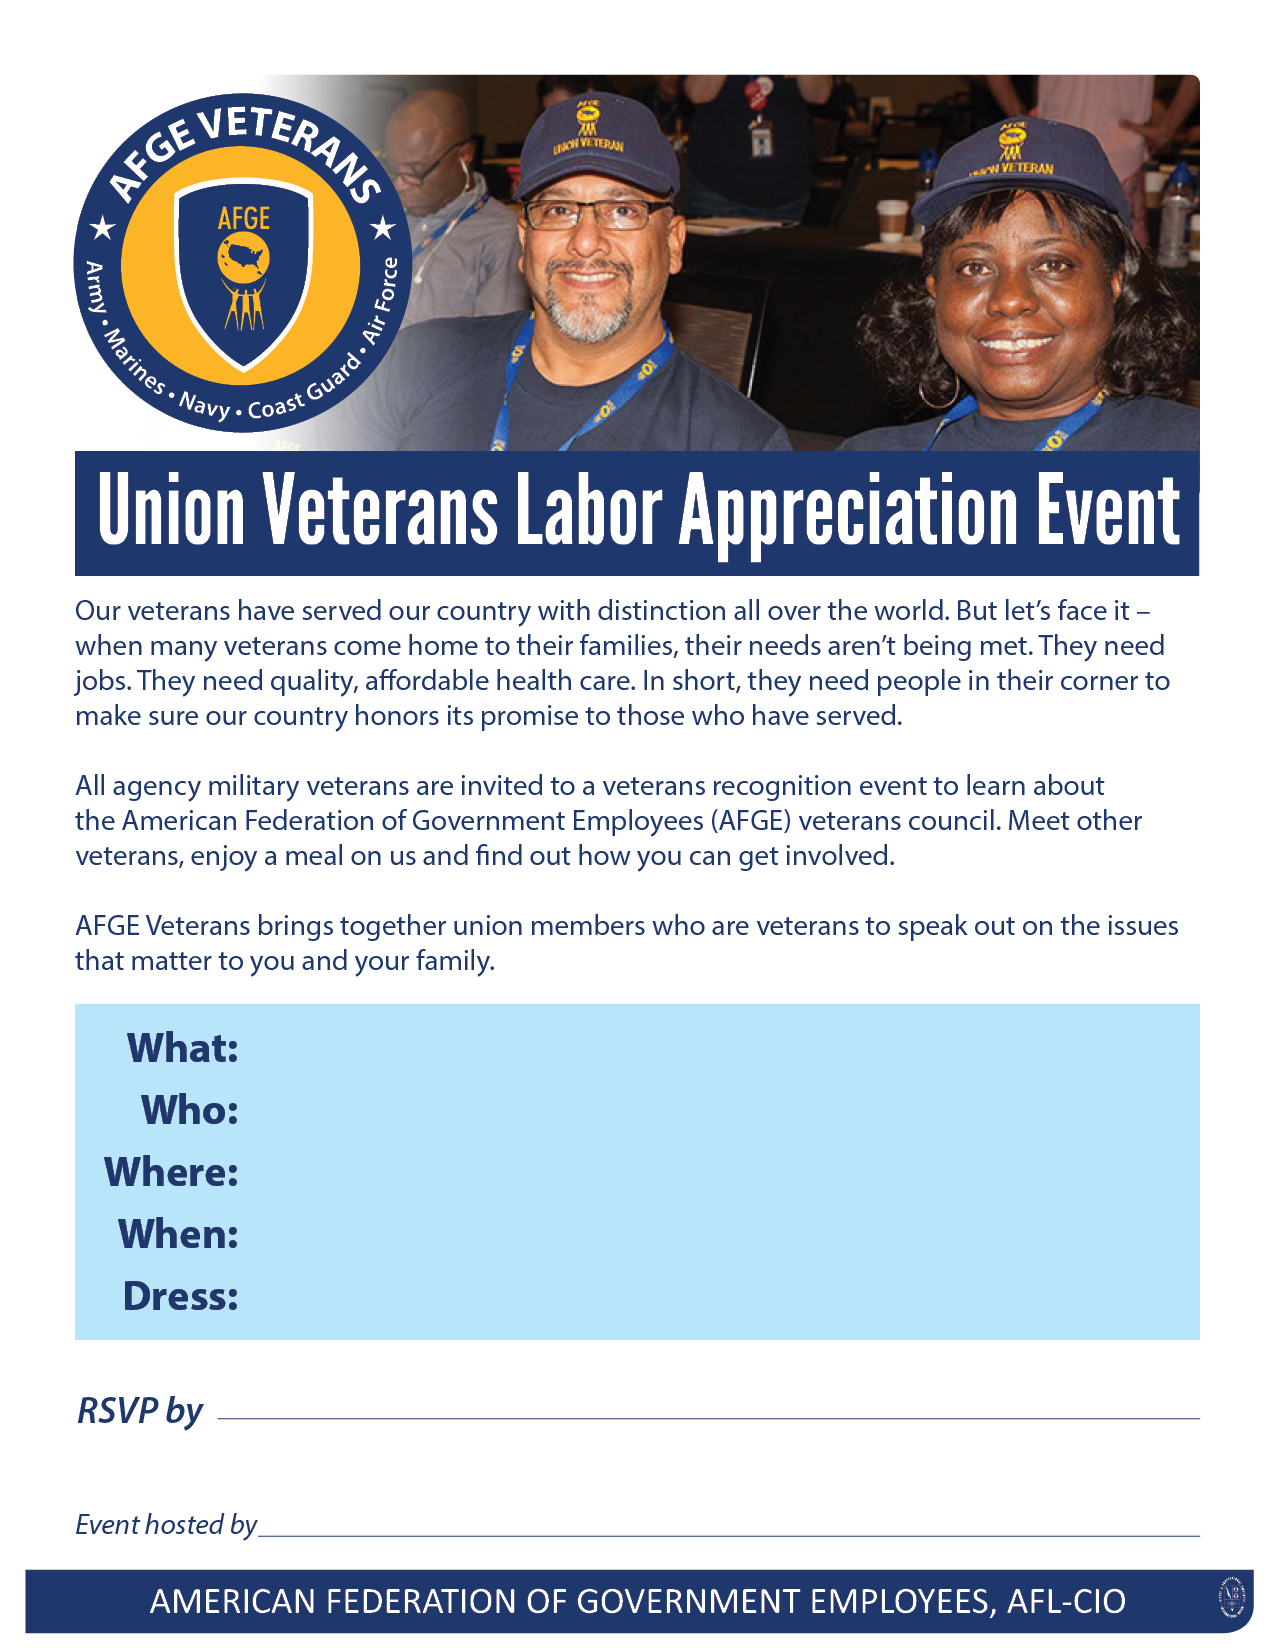 AFGE VETERANS
Army • Marines • Navy • Coast Guard • Air Force
AFGE
AFGE
UNION VETERAN
AFGE
UNION VETERAN
Union Veterans Labor Appreciation Event
Our veterans have served our country with distinction all over the world. But let’s face it –
when many veterans come home to their families, their needs aren’t being met. They need
jobs. They need quality, affordable health care. In short, they need people in their corner to
make sure our country honors its promise to those who have served.
All agency military veterans are invited to a veterans recognition event to learn about
the American Federation of Government Employees (AFGE) veterans council. Meet other
veterans, enjoy a meal on us and find out how you can get involved.
AFGE Veterans brings together union members who are veterans to speak out on the issues
that matter to you and your family.
What:
Who:
Where:
When:
Dress:
RSVP by
Event hosted by
AMERICAN FEDERATION OF GOVERNMENT EMPLOYEES, AFL-CIO